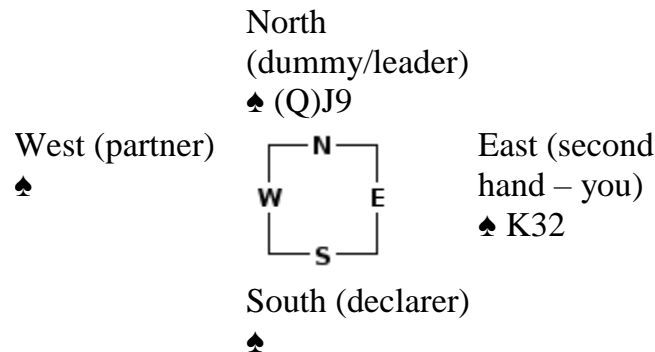 North
(dummy/leader)
♠ (Q)J9
West (partner)
♠
N
W E
S
East (second
hand – you)
♠ K32
South (declarer)
♠